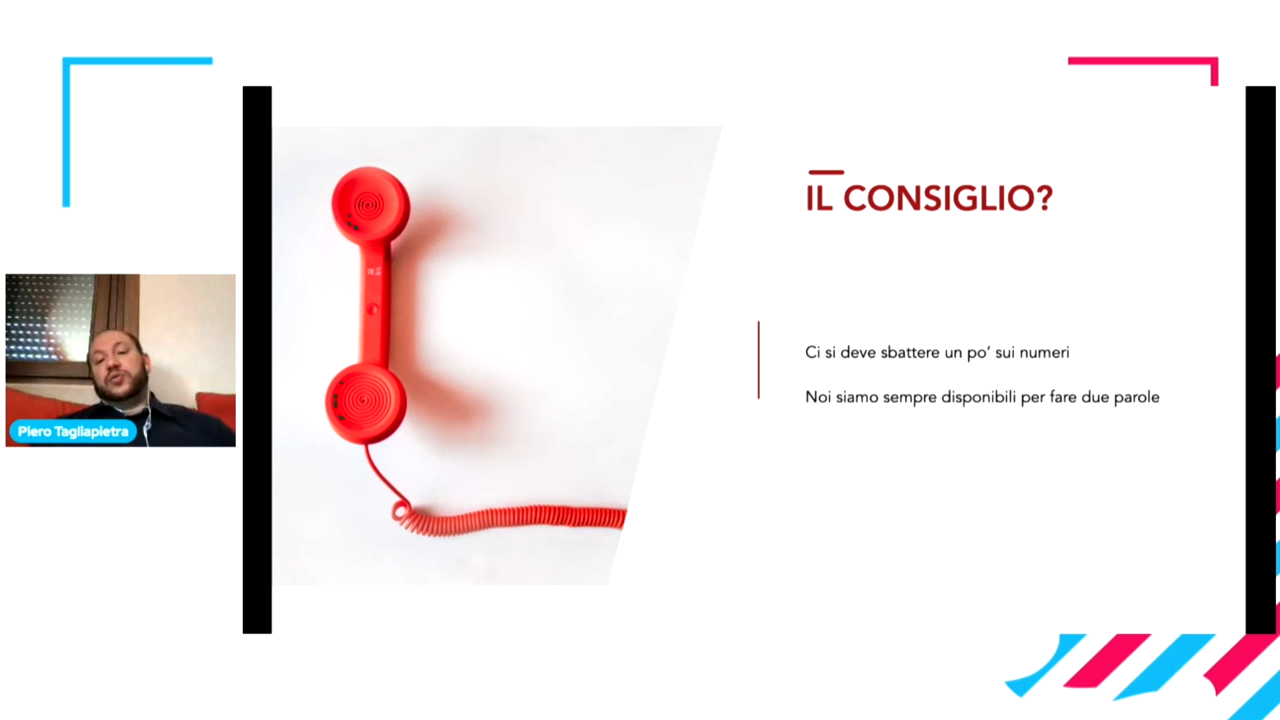 IL CONSIGLIO?
Ci si deve sbattere un po’ sui numeri
Noi siamo sempre disponibili per fare due parole
Piero Tagliapietra